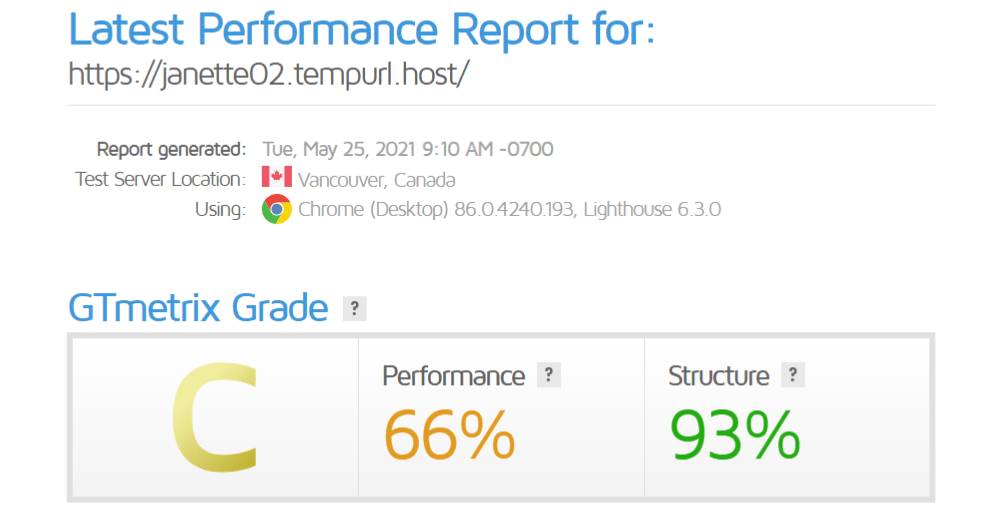 Latest Performance Report for:
https://janette02.tempurl.host/
Report generated: Tue, May 25, 2021 9:10 AM -0700
Test Server Location: Vancouver, Canada
Using: Chrome (Desktop) 86.0.4240.193, Lighthouse 6.3.0
GTmetrix Grade ?
C
Performance ?
66%
Structure ?
93%